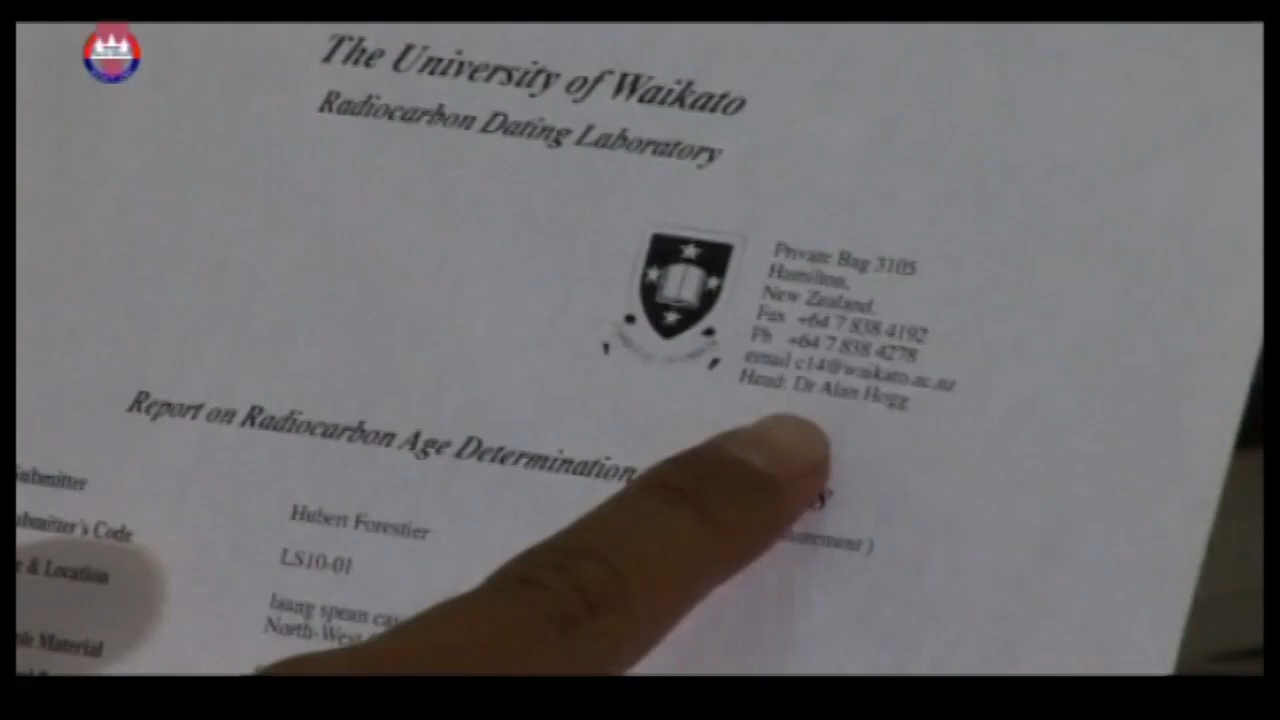 The University of Waikato
Radiocarbon Dating Laboratory
Private Bag 3105
Hamilton,
New Zealand.
Fax +64 7 838 4192
Ph +64 7 838 4278
email c14@waikato.ac.nz
Head: Dr Alan Hogg
Report on Radiocarbon Age Determination
Submitter
Hubert Forestier
ubmitter's Code
LS10-01
& Location
laang spean
North-West
Material